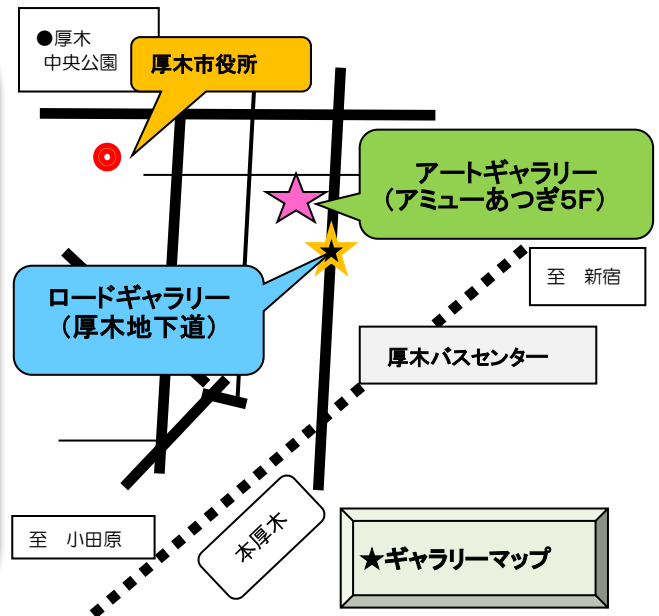 ●厚木
中央公園
厚木市役所
アートギャラリー
（アミューあつぎ５Ｆ）
至　新宿
ロードギャラリー
（厚木地下道）
厚木バスセンター
至　小田原
本厚木
★ギャラリーマップ